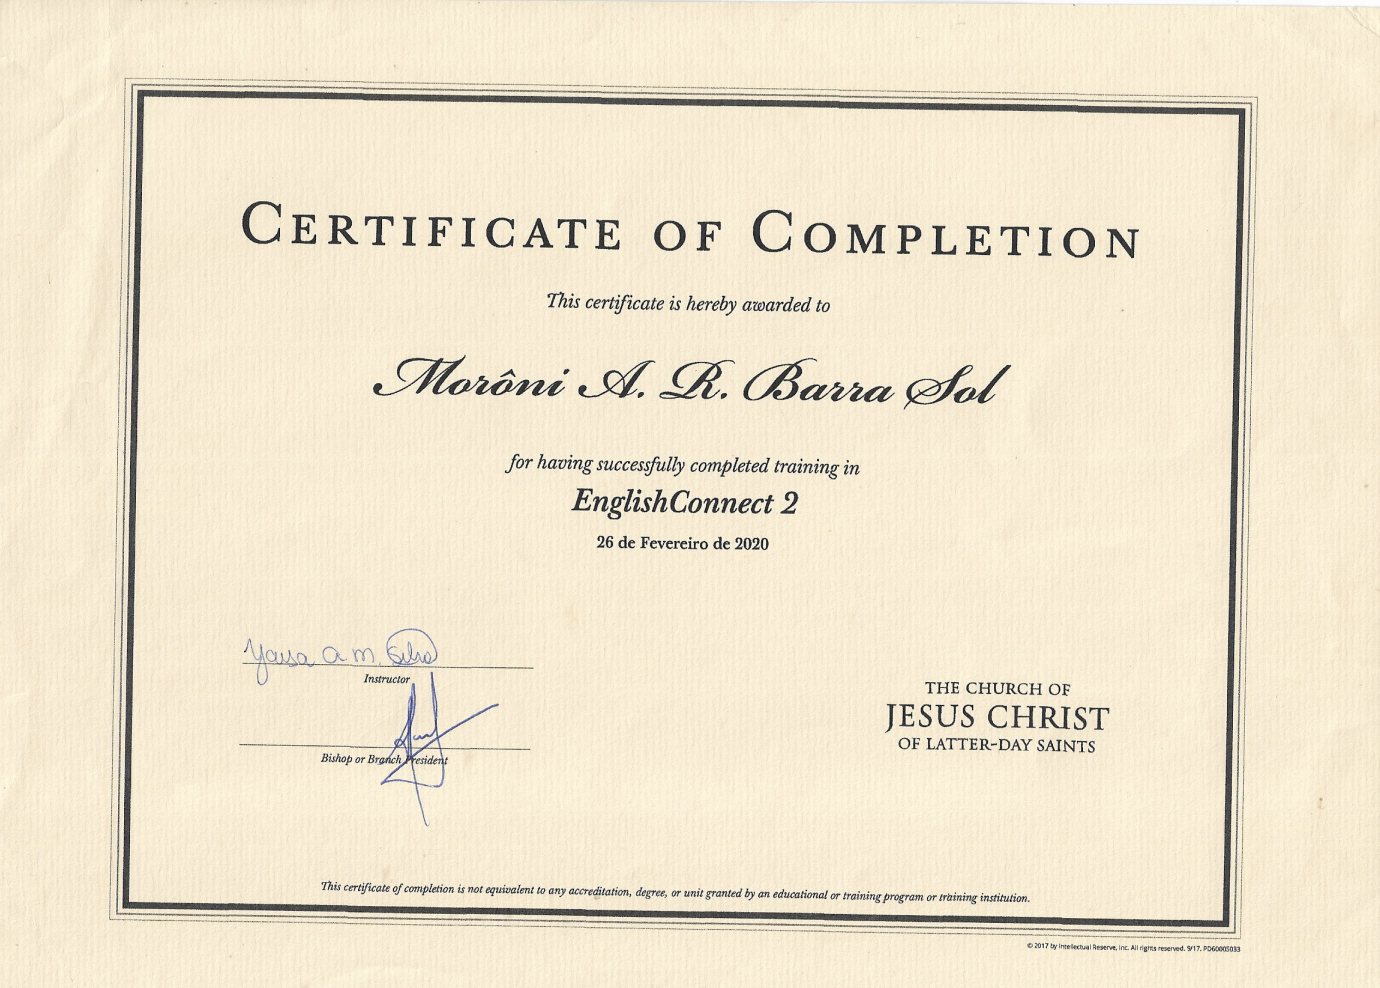 CERTIFICATE OF COMPLETION
This certificate is hereby awarded to
Morôni A. R. Barra Sol
for having successfully completed training in
EnglishConnect 2
26 de Fevereiro de 2020
A M. Silva
Instructor
Bishop or Branch President
THE CHURCH OF
JESUS CHRIST
OF LATTER-DAY SAINTS
This certificate of completion is not equivalent to any accreditation, degree, or unit granted by an educational or training program or training institution.
© 2017 by Intellectual Reserve, Inc. All rights reserved. 9/17. PD60005033